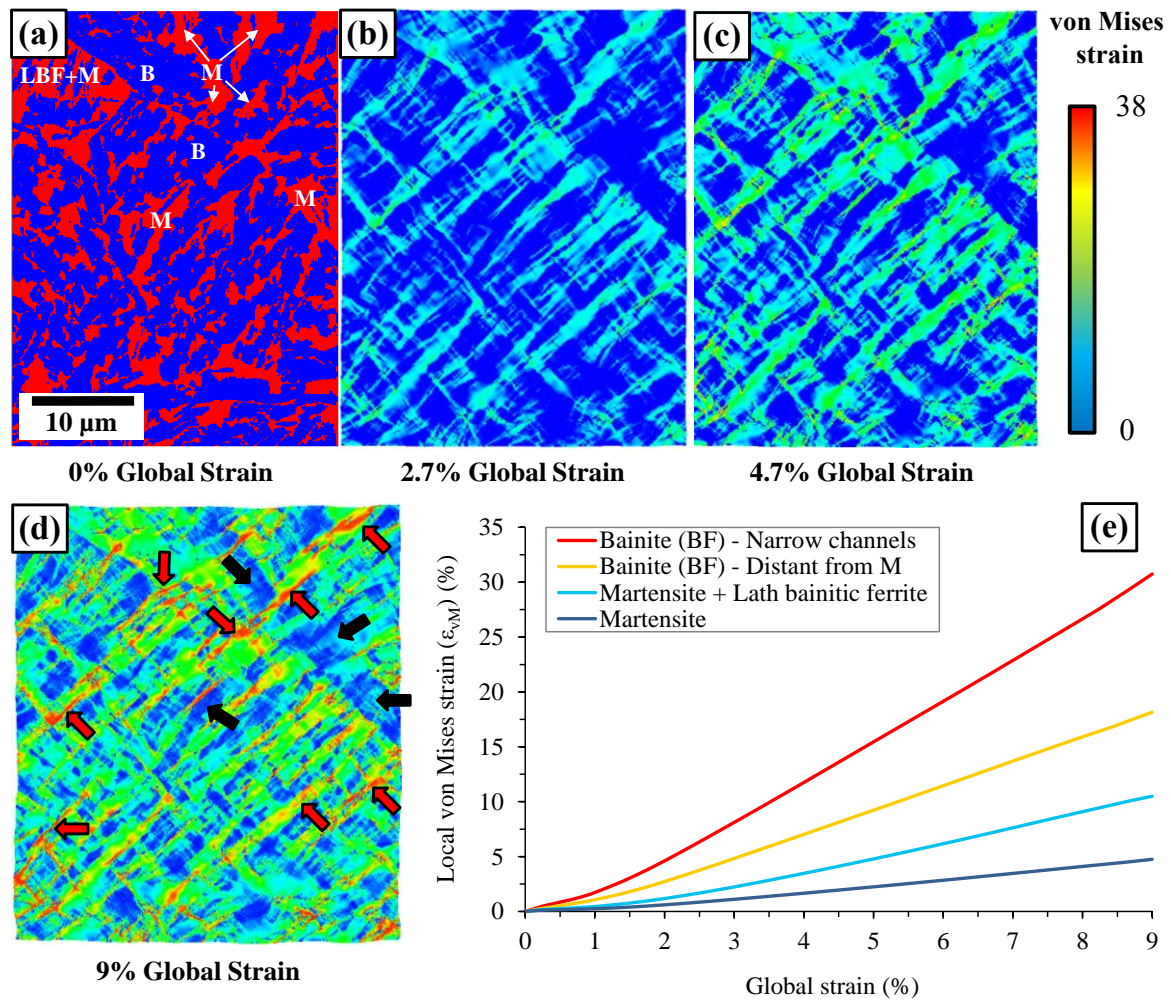 (a)
LBF+M
B
M
B
M
M
10 µm
0% Global Strain
(b)
2.7% Global Strain
(c)
4.7% Global Strain
von Mises
strain
38
0
(d)
9% Global Strain
(e)
Bainite (BF) - Narrow channels
Bainite (BF) - Distant from M
Martensite + Lath bainitic ferrite
Martensite
Local von Mises strain (εvM) (%)
35
30
25
20
15
10
5
0
0 1 2 3 4 5 6 7 8 9
Global strain (%)